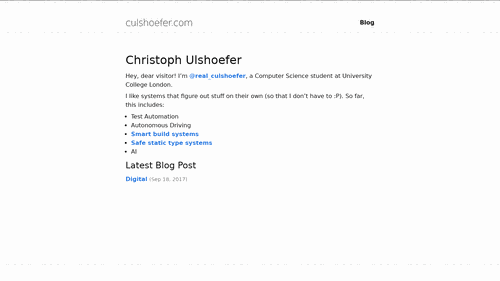 culshoefer.com
Blog
Christoph Ulshoefer
Hey, dear visitor! I'm @real_culshoefer, a Computer Science student at University
College London.
I like systems that figure out stuff on their own (so that I don't have to :P). So far,
this includes:
• Test Automation
• Autonomous Driving
• Smart build systems
• Safe static type systems
• AI
Latest Blog Post
Digital (Sep 18, 2017)